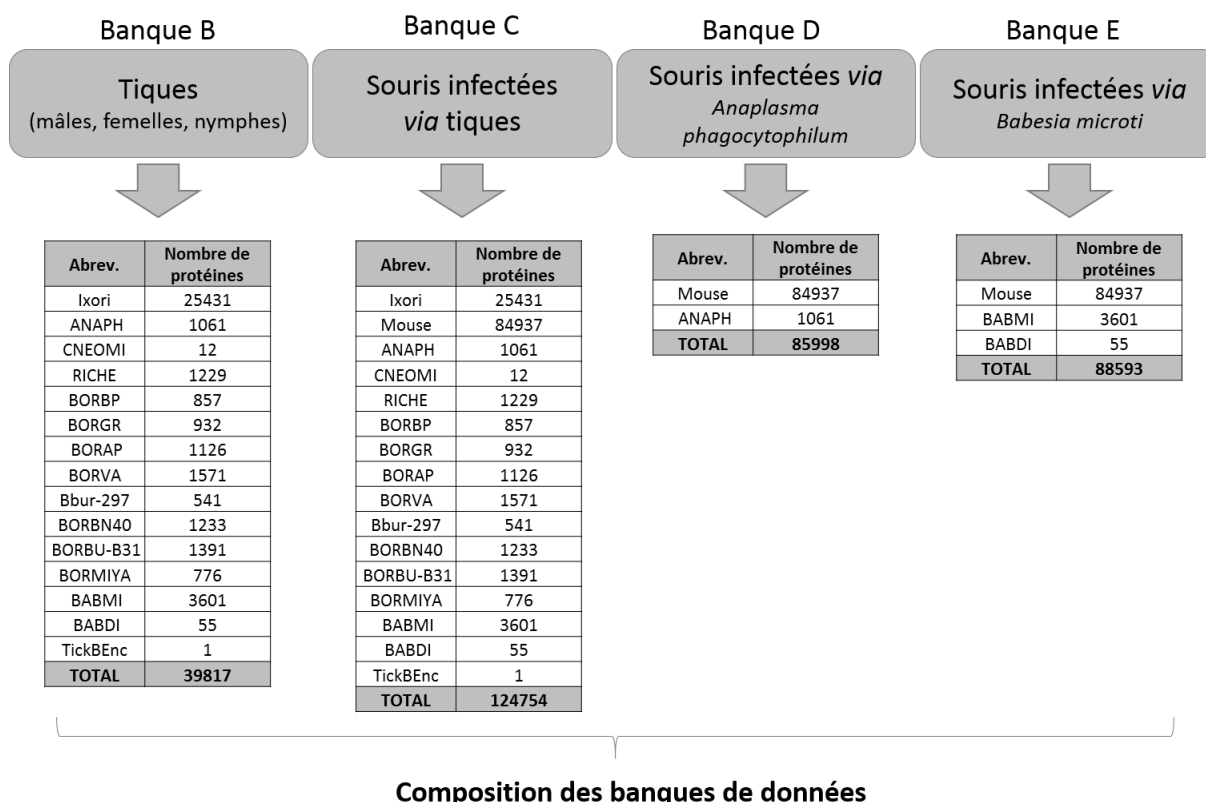 Banque B
Tiques
(mâles, femelles, nymphes)
Abrev. Nombre de protéines
Ixori 25431
ANAPH 1061
CNEOMI 12
RICHE 1229
BORBP 857
BORGR 932
BORAP 1126
BORVA 1571
Bbur-297 541
BORBN40 1233
BORBU-B31 1391
BORMIYA 776
BABMI 3601
BABDI 55
TickBEnc 1
TOTAL 39817
Banque C
Souris infectées
via tiques
Abrev. Nombre de protéines
Ixori 25431
Mouse 84937
ANAPH 1061
CNEOMI 12
RICHE 1229
BORBP 857
BORGR 932
BORAP 1126
BORVA 1571
Bbur-297 541
BORBN40 1233
BORBU-B31 1391
BORMIYA 776
BABMI 3601
BABDI 55
TickBEnc 1
TOTAL 124754
Banque D
Souris infectées via
Anaplasma
phagocytophilum
Abrev. Nombre de protéines
Mouse 84937
ANAPH 1061
TOTAL 85998
Banque E
Souris infectées via
Babesia microti
Abrev. Nombre de protéines
Mouse 84937
BABMI 3601
BABDI 55
TOTAL 88593
Composition des banques de données